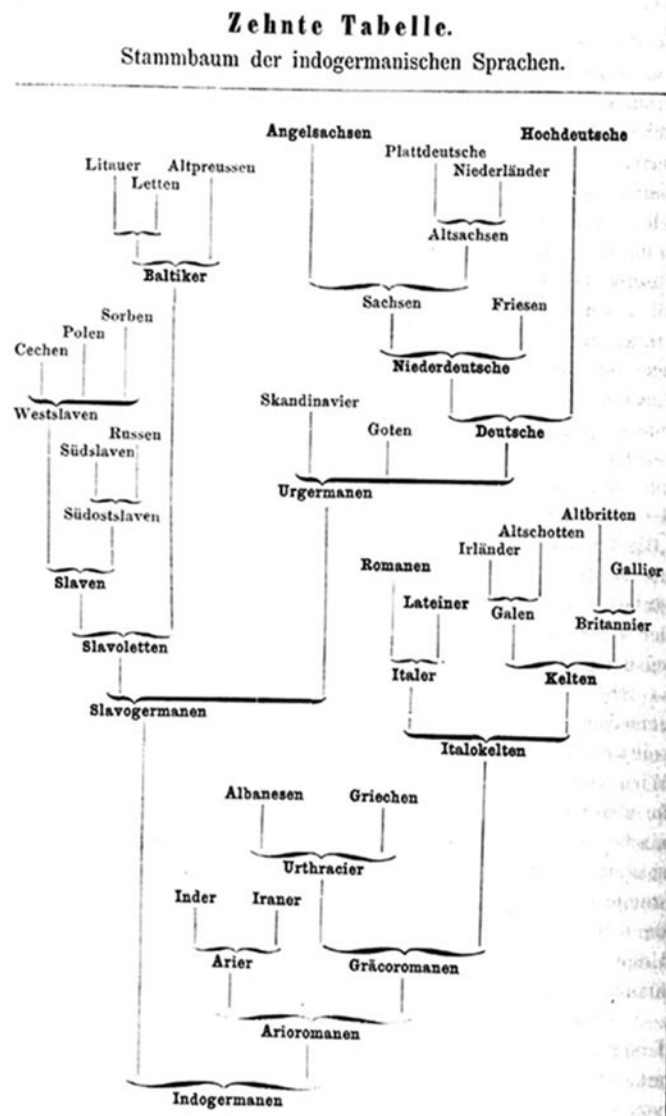 Zehnte Tabelle.
Stammbaum der indogermanischen Sprachen.
Angelsachsen
Hochdeutsche
Plattdeutsche
Litauer
Altpreussen
Niederländer
Letten
Altsachsen
Baltiker
Sachsen
Friesen
Sorben
Polen
Cechen
Niederdeutsche
Skandinavier
Westslaven
Goten
Deutsche
Russen
Südslaven
Urgermanen
Südostslaven
Altbritten
Altschotten
Irländer
Romanen
Gallier
Slaven
Lateiner
Galen
Britannier
Slavoletten
Italer
Kelten
Slavogermanen
Italokelten
Albanesen
Griechen
Urthracier
Inder
Iraner
Arier
Gräcoromanen
Arioromanen
Indogermanen